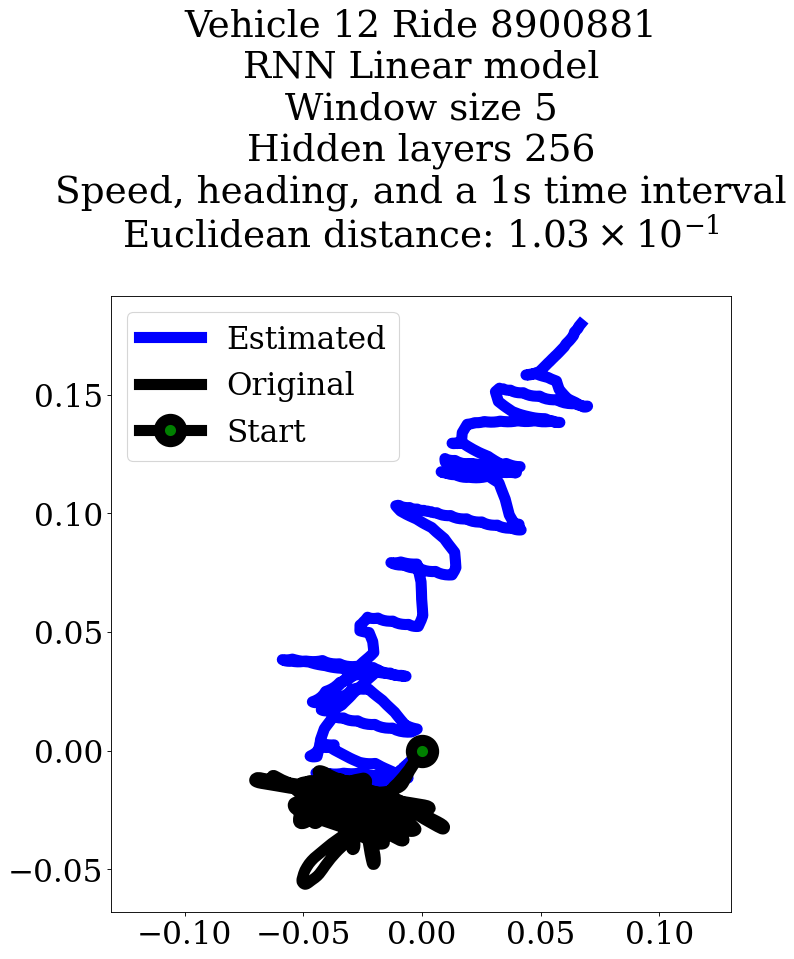 Vehicle 12 Ride 8900881
RNN Linear model
Window size 5
Hidden layers 256
Speed, heading, and a 1s time interval
Euclidean distance: 1.03 × 10⁻¹
Estimated
Original
Start
0.15
0.10
0.05
0.00
−0.05
−0.10
−0.05
0.00
0.05
0.10